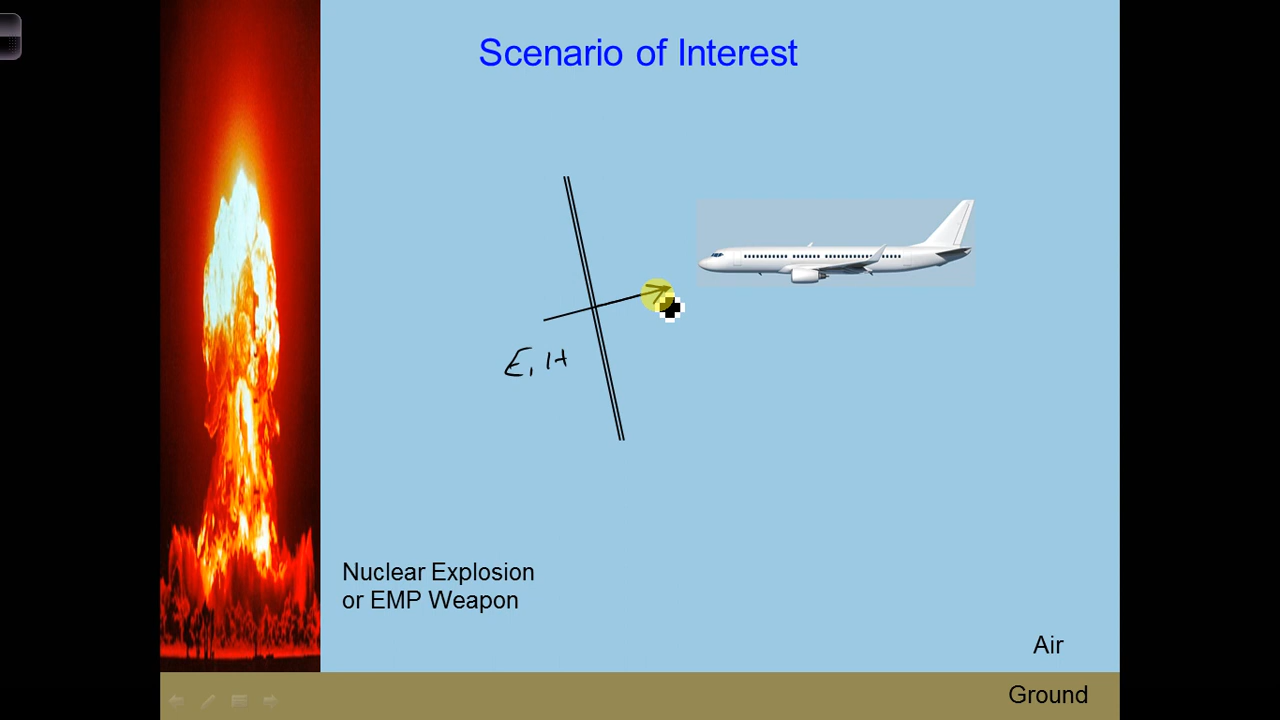 Scenario of Interest
E, H
Nuclear Explosion
or EMP Weapon
Air
Ground